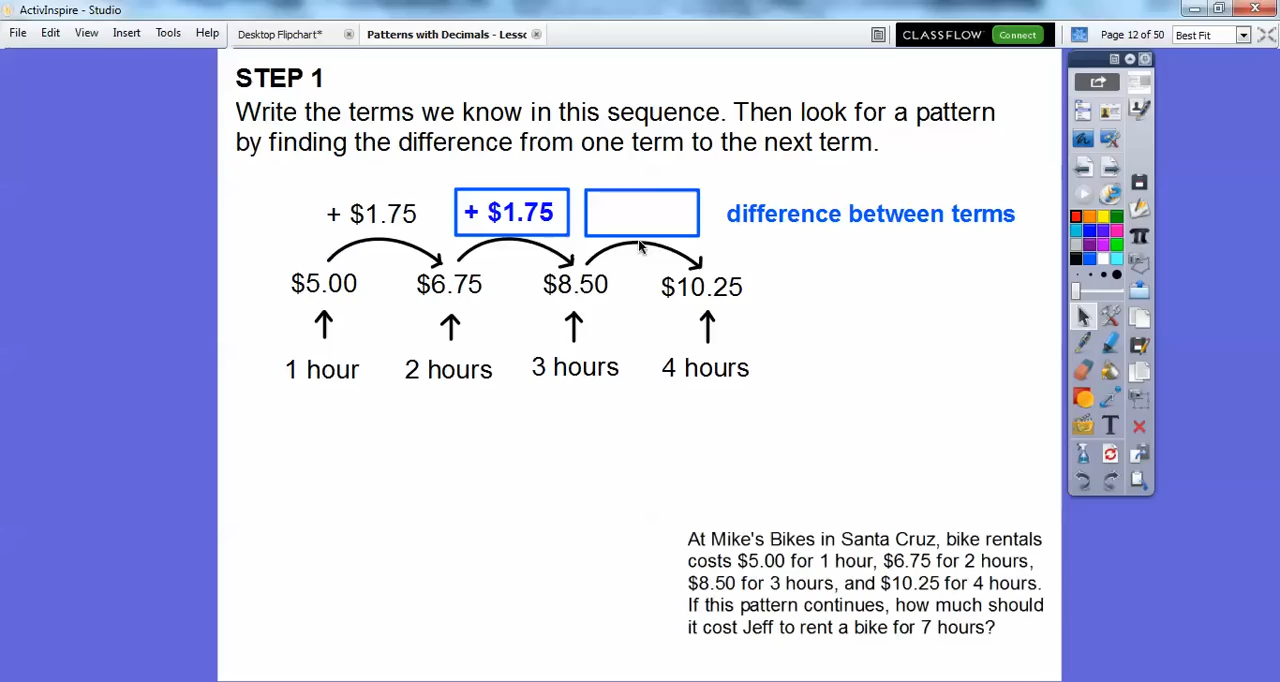 ActivInspire - Studio
File Edit View Insert Tools Help
Desktop Flipchart* Patterns with Decimals - Lessc
CLASSFLOW Connect
Page 12 of 50 Best Fit
STEP 1
Write the terms we know in this sequence. Then look for a pattern
by finding the difference from one term to the next term.
+ $1.75 + $1.75 difference between terms
$5.00 $6.75 $8.50 $10.25
1 hour 2 hours 3 hours 4 hours
At Mike's Bikes in Santa Cruz, bike rentals
costs $5.00 for 1 hour, $6.75 for 2 hours,
$8.50 for 3 hours, and $10.25 for 4 hours.
If this pattern continues, how much should
it cost Jeff to rent a bike for 7 hours?